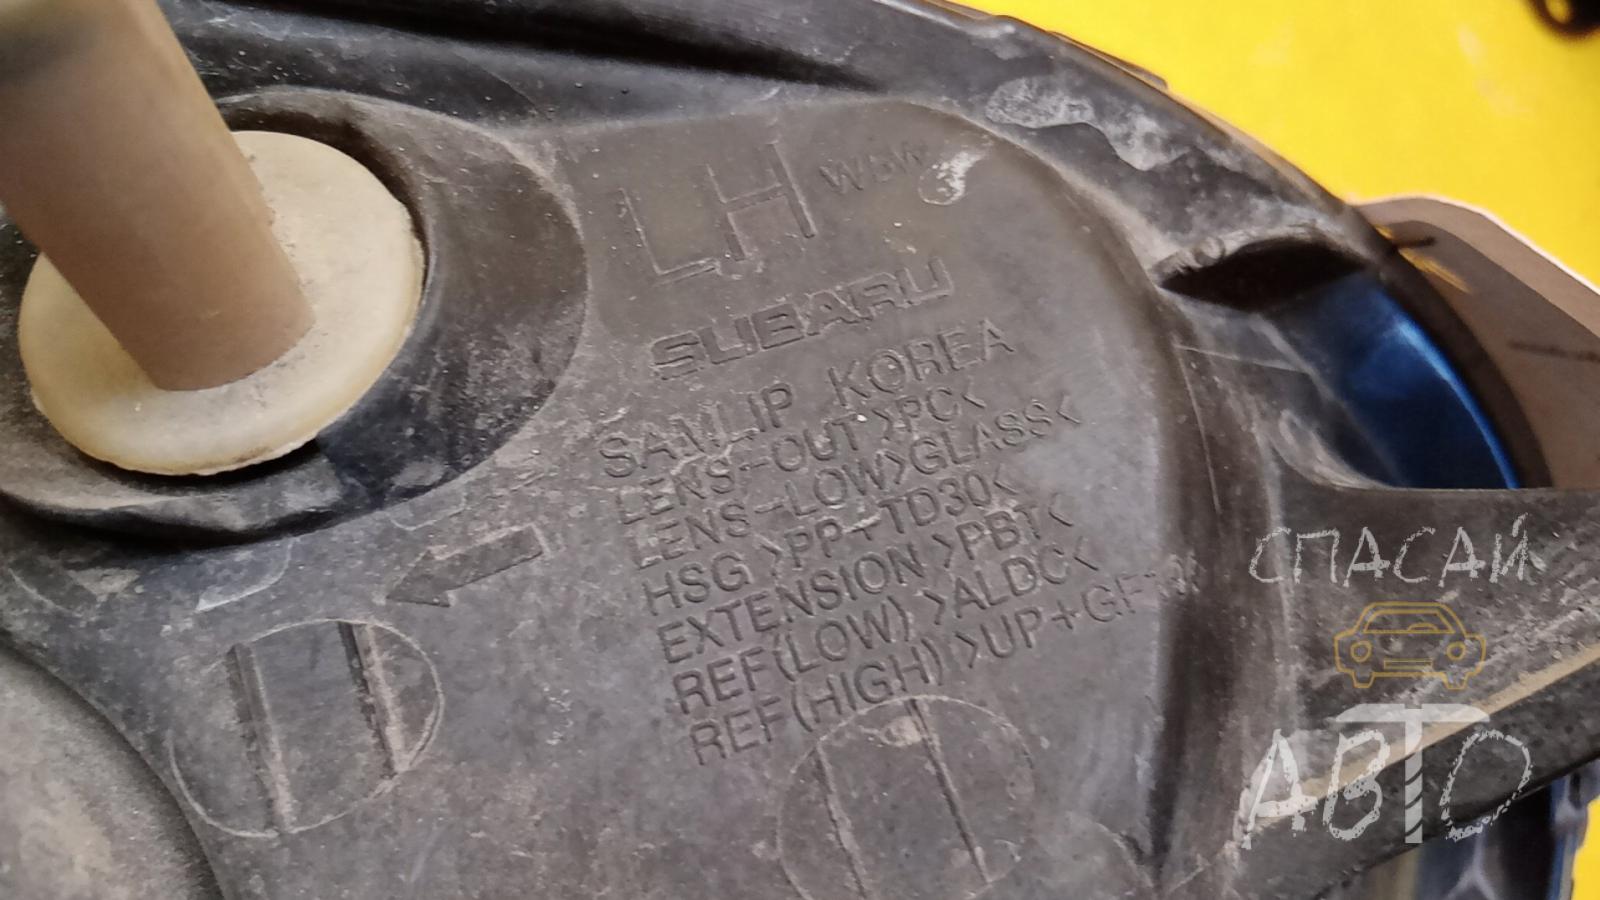 LH
SUBARU
SAMLIP KOREA
LENS-OUT >PC<
LENS-LOW>GLASS<
HSG >PP+TD30<
EXTENSION >PBT<
REF(LOW) >ALDC<
REF(HIGH) >UP+GF
СПАСАЙ
АВТО